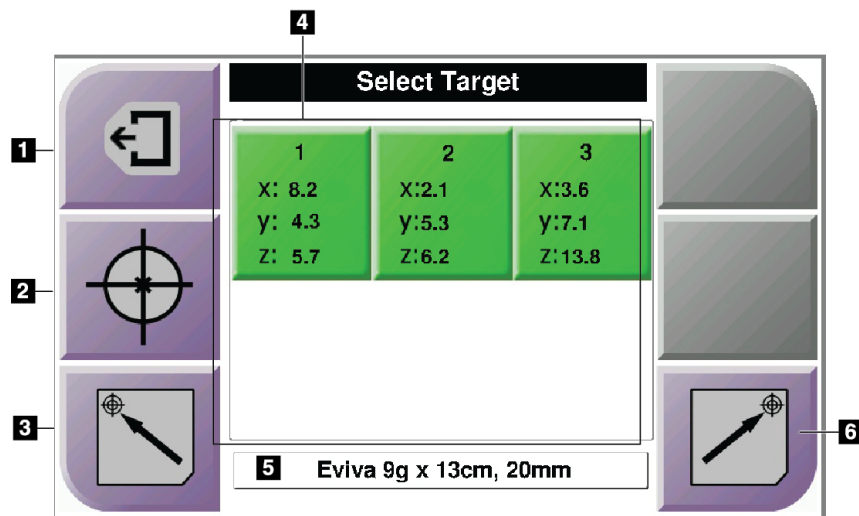 4
Select Target
1
1 2 3
x: 8.2 x:2.1 x:3.6
y: 4.3 y:5.3 y:7.1
z: 5.7 z:6.2 z:13.8
2
3
6
5 Eviva 9g x 13cm, 20mm